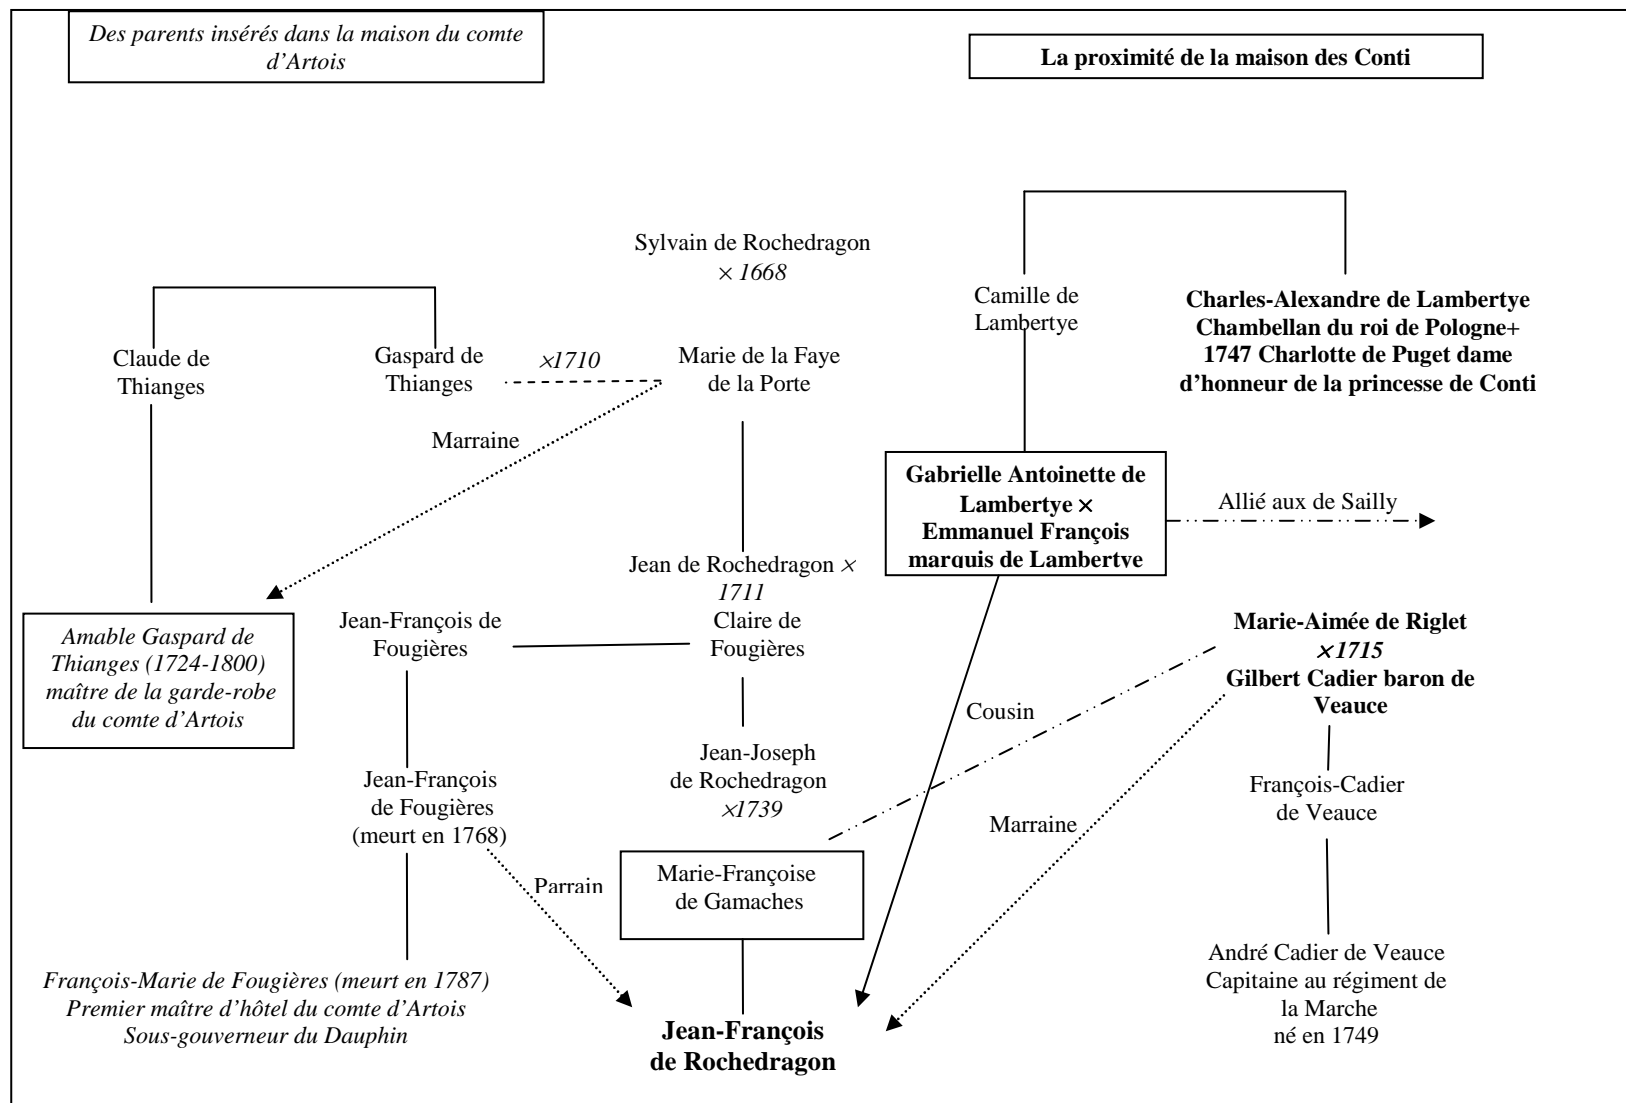 Des parents insérés dans la maison du comte
d'Artois
La proximité de la maison des Conti
Sylvain de Rochedragon
× 1668
Camille de
Lambertye
Charles-Alexandre de Lambertye
Chambellan du roi de Pologne+
1747 Charlotte de Puget dame
d'honneur de la princesse de Conti
Claude de
Thianges
Gaspard de
Thianges
×1710
Marie de la Faye
de la Porte
Marraine
Gabrielle Antoinette de
Lambertye ×
Emmanuel François
marquis de Lambertye
Allié aux de Sailly
Jean de Rochedragon ×
1711
Claire de
Fougières
Jean-François de
Fougières
Amable Gaspard de
Thianges (1724-1800)
maître de la garde-robe
du comte d'Artois
Marie-Aimée de Riglet
×1715
Gilbert Cadier baron de
Veauce
Cousin
Jean-Joseph
de Rochedragon
×1739
Jean-François
de Fougières
(meurt en 1768)
François-Cadier
de Veauce
Marraine
Parrain
Marie-Françoise
de Gamaches
François-Marie de Fougières (meurt en 1787)
Premier maître d'hôtel du comte d'Artois
Sous-gouverneur du Dauphin
Jean-François
de Rochedragon
André Cadier de Veauce
Capitaine au régiment de
la Marche
né en 1749